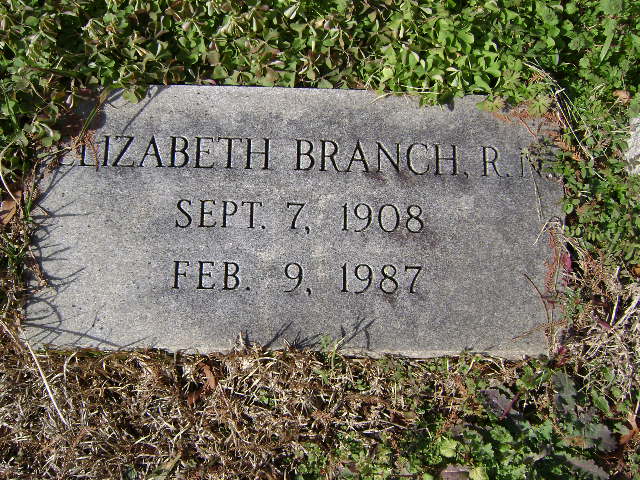 ELIZABETH BRANCH, R.N.
SEPT. 7, 1908
FEB. 9, 1987